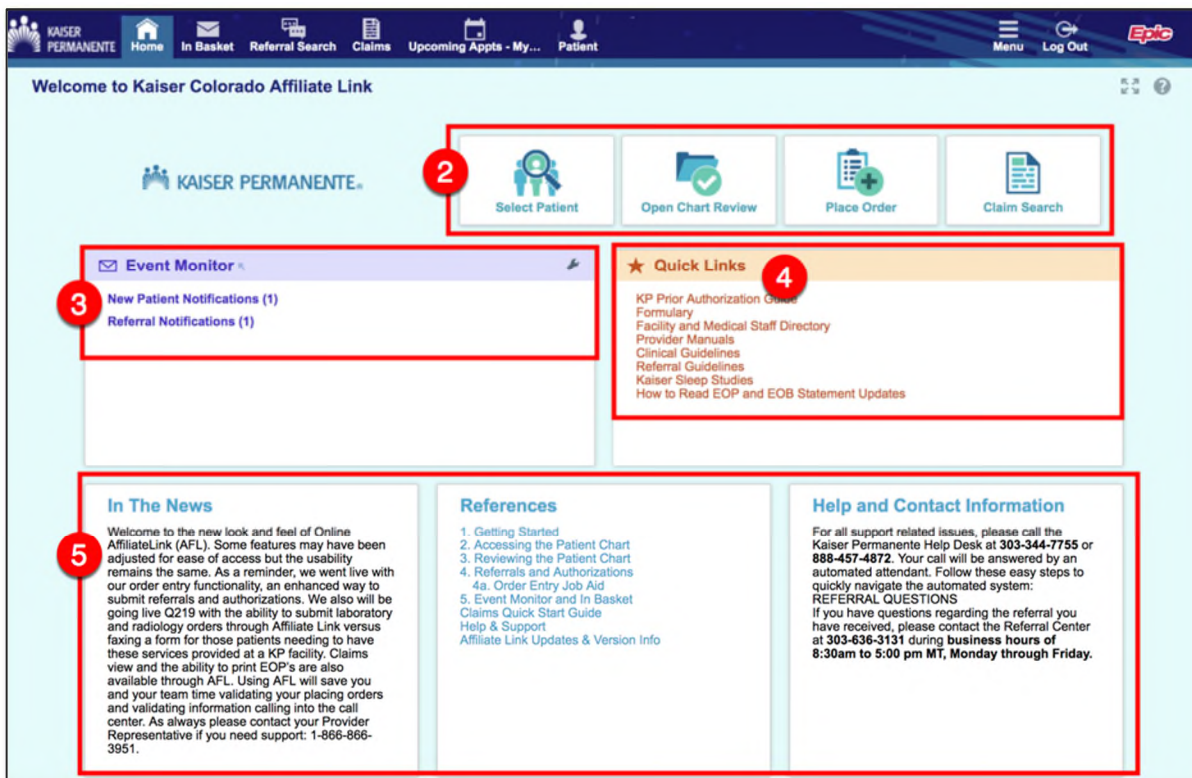 KAISER
PERMANENTE
Home
In Basket
Referral Search
Claims
Upcoming Appts - My...
Patient
Menu
Log Out
Epic
Welcome to Kaiser Colorado Affiliate Link
?
KAISER PERMANENTE®
2
Select Patient
Open Chart Review
Place Order
Claim Search
Event Monitor
3
New Patient Notifications (1)
Referral Notifications (1)
Quick Links
4
KP Prior Authorization Guide
Formulary
Facility and Medical Staff Directory
Provider Manuals
Clinical Guidelines
Referral Guidelines
Kaiser Sleep Studies
How to Read EOP and EOB Statement Updates
5
In The News
Welcome to the new look and feel of Online
AffiliateLink (AFL). Some features may have been
adjusted for ease of access but the usability
remains the same. As a reminder, we went live with
our order entry functionality, an enhanced way to
submit referrals and authorizations. We also will be
going live Q219 with the ability to submit laboratory
and radiology orders through Affiliate Link versus
faxing a form for those patients needing to have
these services provided at a KP facility. Claims
view and the ability to print EOP's are also
available through AFL. Using AFL will save you
and your team time validating your placing orders
and validating information calling into the call
center. As always please contact your Provider
Representative if you need support: 1-866-866-
3951.
References
1. Getting Started
2. Accessing the Patient Chart
3. Reviewing the Patient Chart
4. Referrals and Authorizations
4a. Order Entry Job Aid
5. Event Monitor and In Basket
Claims Quick Start Guide
Help & Support
Affiliate Link Updates & Version Info
Help and Contact Information
For all support related issues, please call the
Kaiser Permanente Help Desk at 303-344-7755 or
888-457-4872. Your call will be answered by an
automated attendant. Follow these easy steps to
quickly navigate the automated system:
REFERRAL QUESTIONS
If you have questions regarding the referral you
have received, please contact the Referral Center
at 303-636-3131 during business hours of
8:30am to 5:00 pm MT, Monday through Friday.